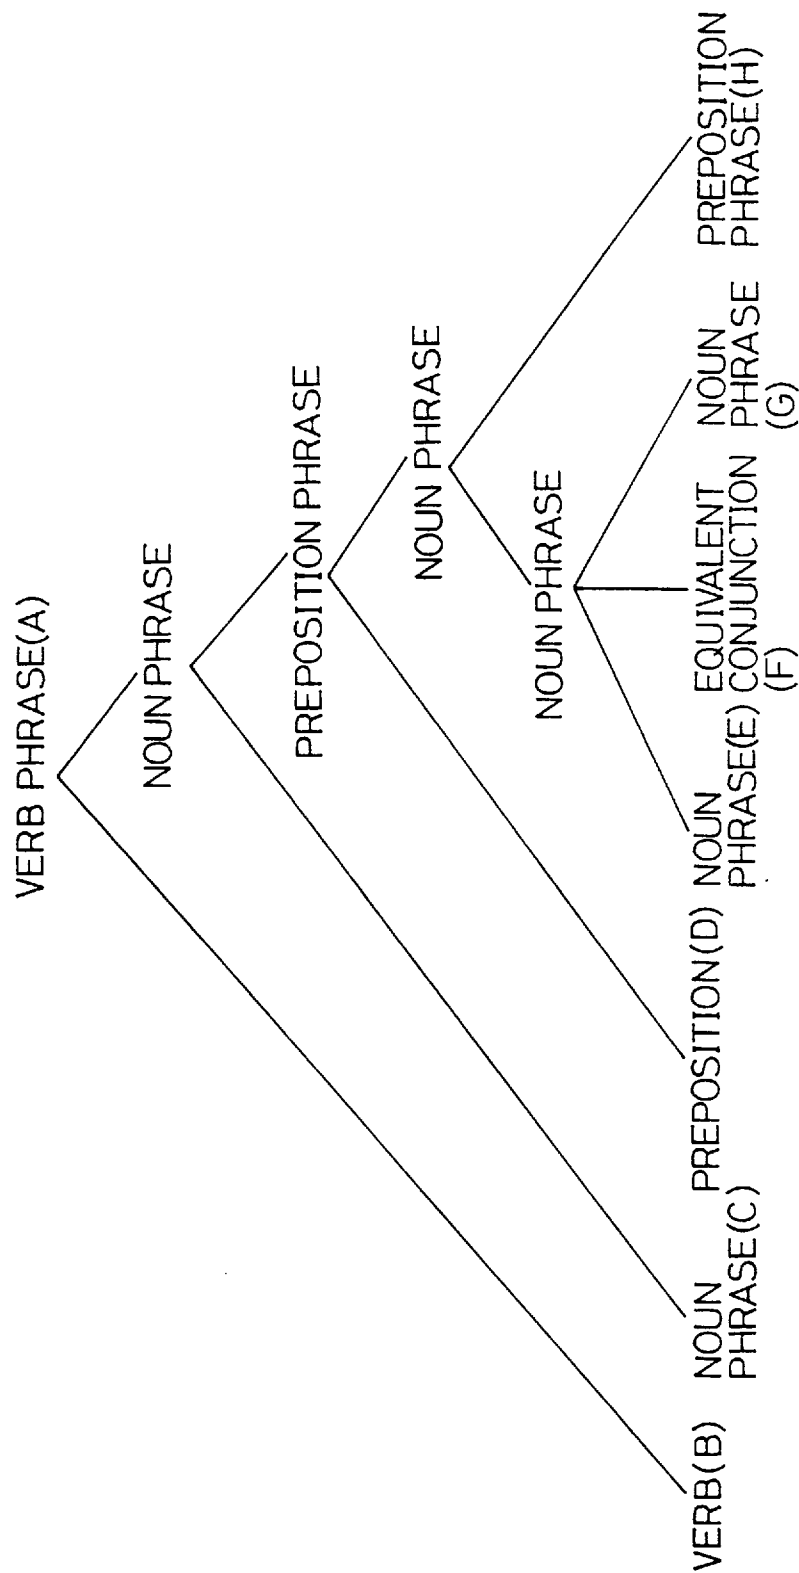 VERB PHRASE(A)
NOUN PHRASE
PREPOSITION PHRASE
NOUN PHRASE
NOUN PHRASE
VERB(B)
NOUN
PHRASE(C)
PREPOSITION(D)
NOUN
PHRASE(E)
EQUIVALENT
CONJUNCTION
(F)
NOUN
PHRASE
(G)
PREPOSITION
PHRASE(H)